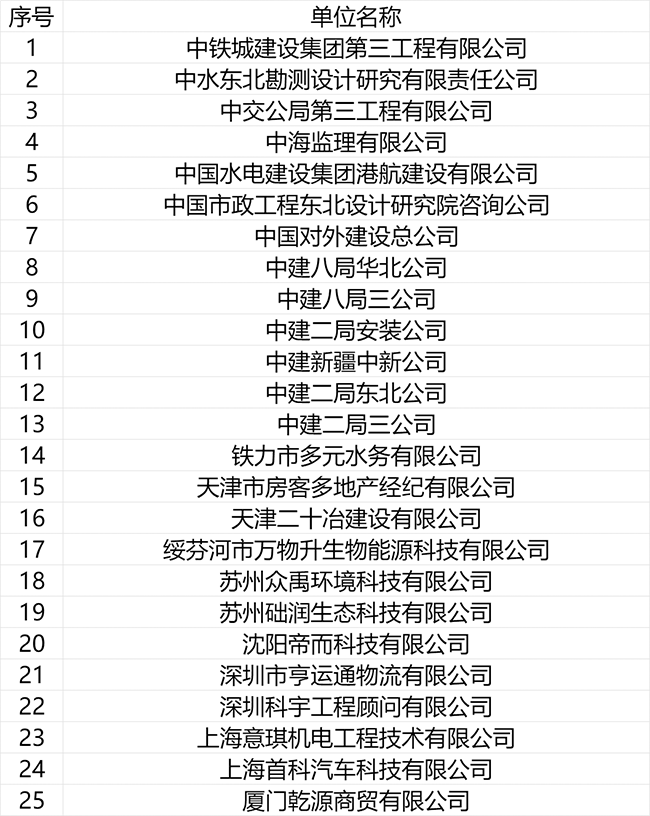 序号 单位名称
1 中铁城建设集团第三工程有限公司
2 中水东北勘测设计研究有限责任公司
3 中交公局第三工程有限公司
4 中海监理有限公司
5 中国水电建设集团港航建设有限公司
6 中国市政工程东北设计研究院咨询公司
7 中国对外建设总公司
8 中建八局华北公司
9 中建八局三公司
10 中建二局安装公司
11 中建新疆中新公司
12 中建二局东北公司
13 中建二局三公司
14 铁力市多元水务有限公司
15 天津市房客多地产经纪有限公司
16 天津二十冶建设有限公司
17 绥芬河市万物升生物能源科技有限公司
18 苏州众禹环境科技有限公司
19 苏州础润生态科技有限公司
20 沈阳帝而科技有限公司
21 深圳市亨运通物流有限公司
22 深圳科宇工程顾问有限公司
23 上海意琪机电工程技术有限公司
24 上海首科汽车科技有限公司
25 厦门乾源商贸有限公司